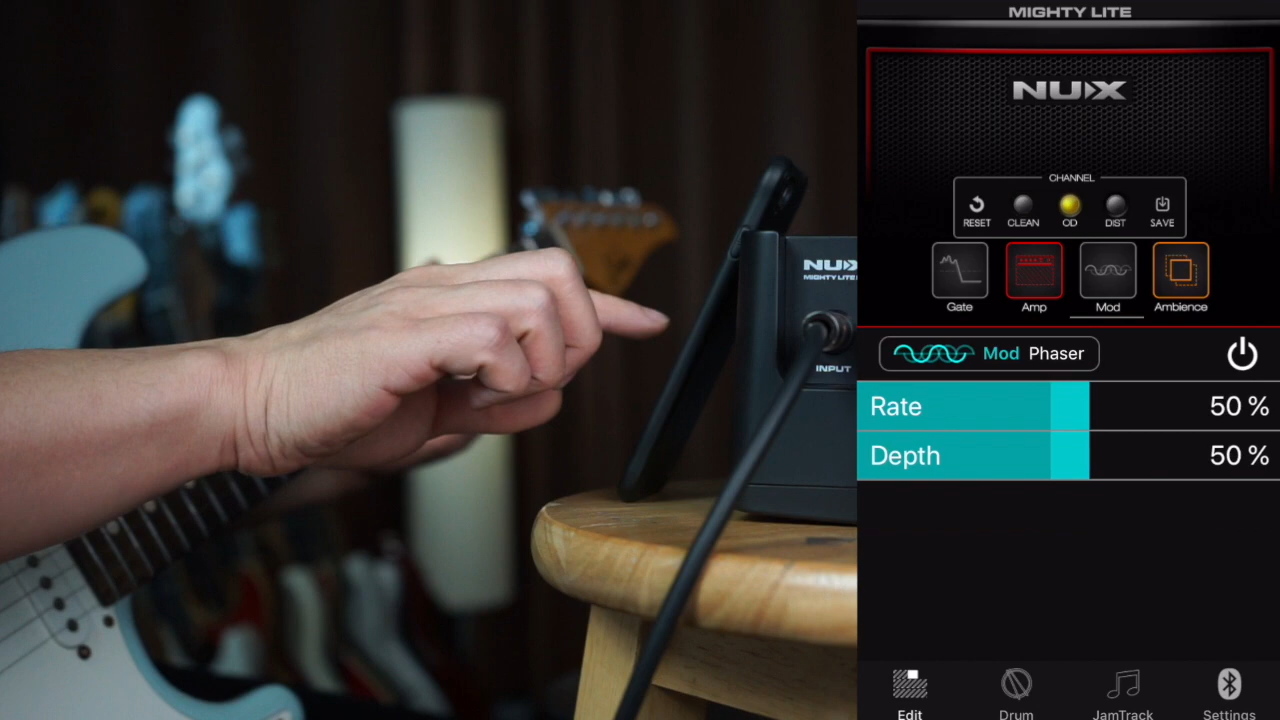 MIGHTY LITE
NUX
CHANNEL
RESET CLEAN OD DIST SAVE
Gate Amp Mod Ambience
Mod Phaser
Rate 50 %
Depth 50 %
Edit Drum JamTrack Settings
NUX
MIGHTY LITE
INPUT